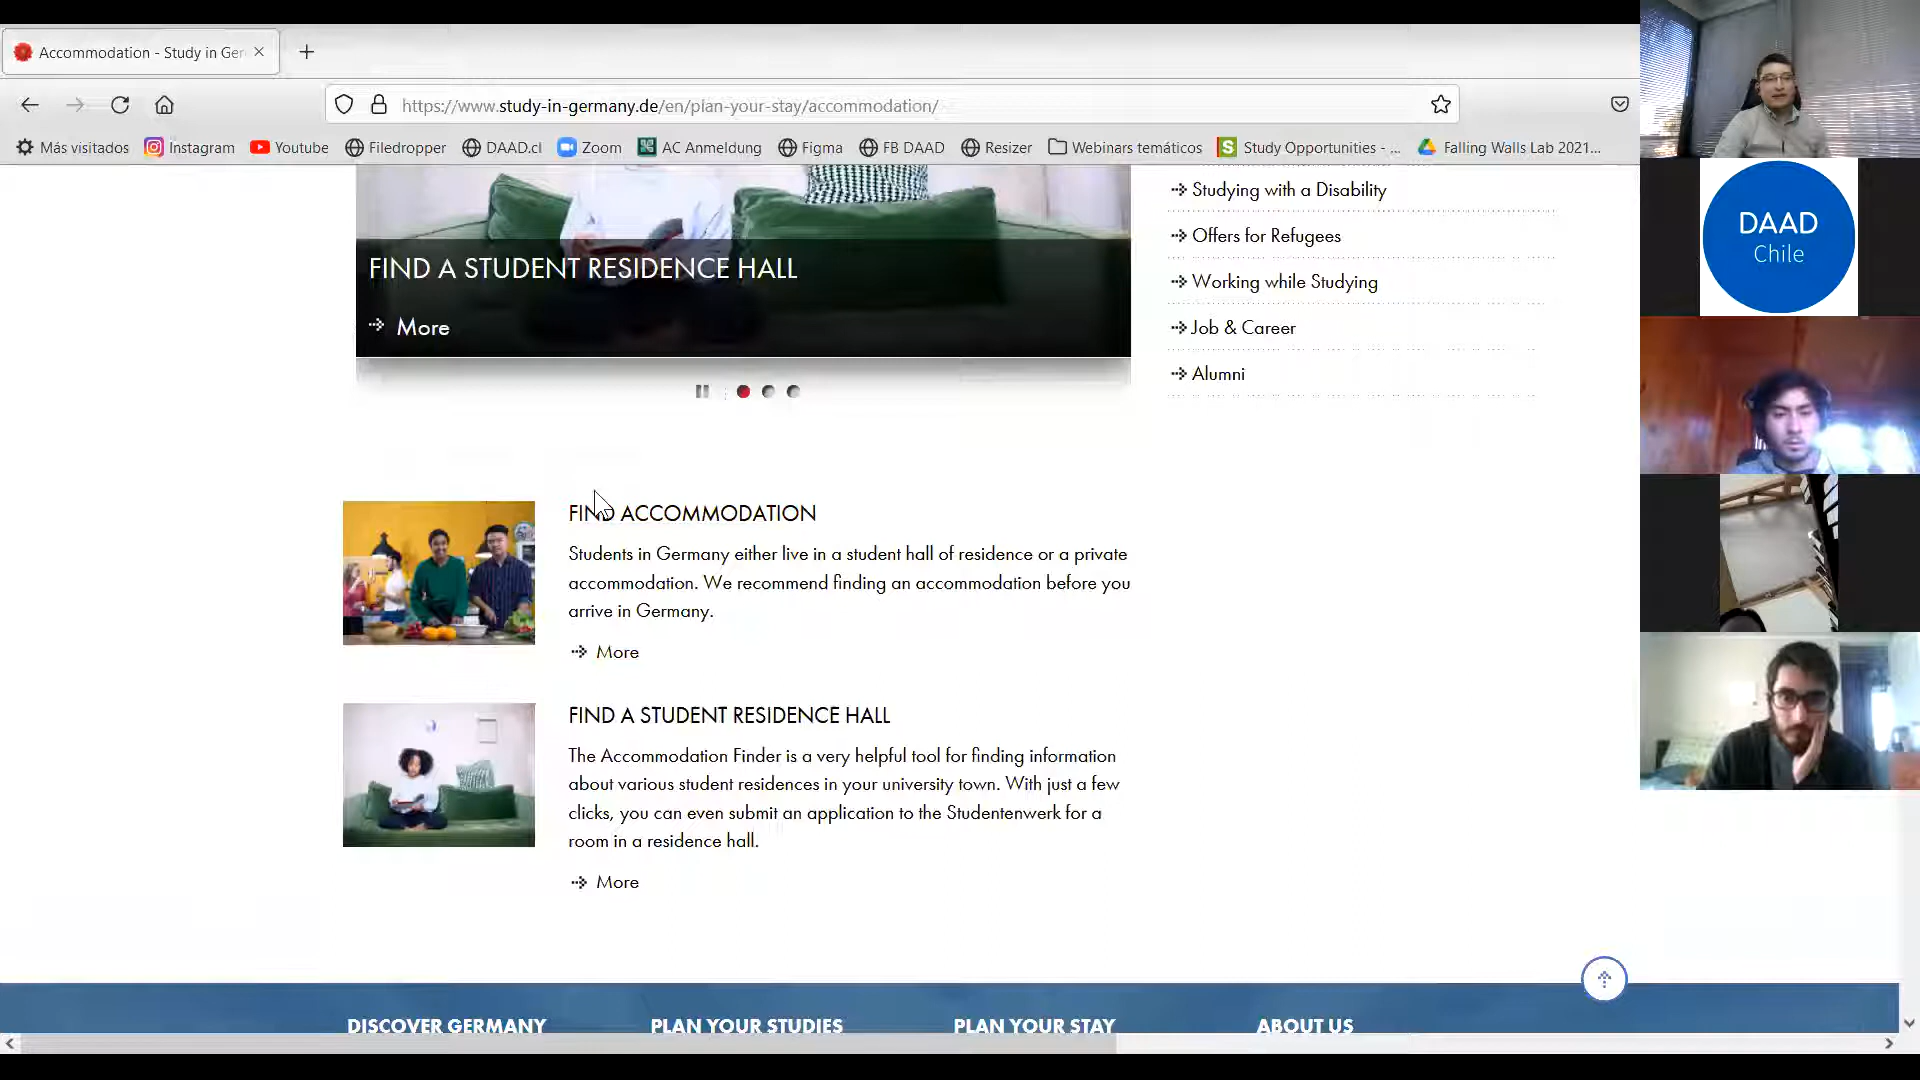 Accommodation - Study in Ger
https://www.study-in-germany.de/en/plan-your-stay/accommodation/
Más visitados Instagram Youtube Filedropper DAAD.cl Zoom AC Anmeldung Figma FB DAAD Resizer Webinars temáticos Study Opportunities - ... Falling Walls Lab 2021...
FIND A STUDENT RESIDENCE HALL
More
Studying with a Disability
Offers for Refugees
Working while Studying
Job & Career
Alumni
FIND ACCOMMODATION
Students in Germany either live in a student hall of residence or a private
accommodation. We recommend finding an accommodation before you
arrive in Germany.
More
FIND A STUDENT RESIDENCE HALL
The Accommodation Finder is a very helpful tool for finding information
about various student residences in your university town. With just a few
clicks, you can even submit an application to the Studentenwerk for a
room in a residence hall.
More
DISCOVER GERMANY PLAN YOUR STUDIES PLAN YOUR STAY ABOUT US
DAAD
Chile